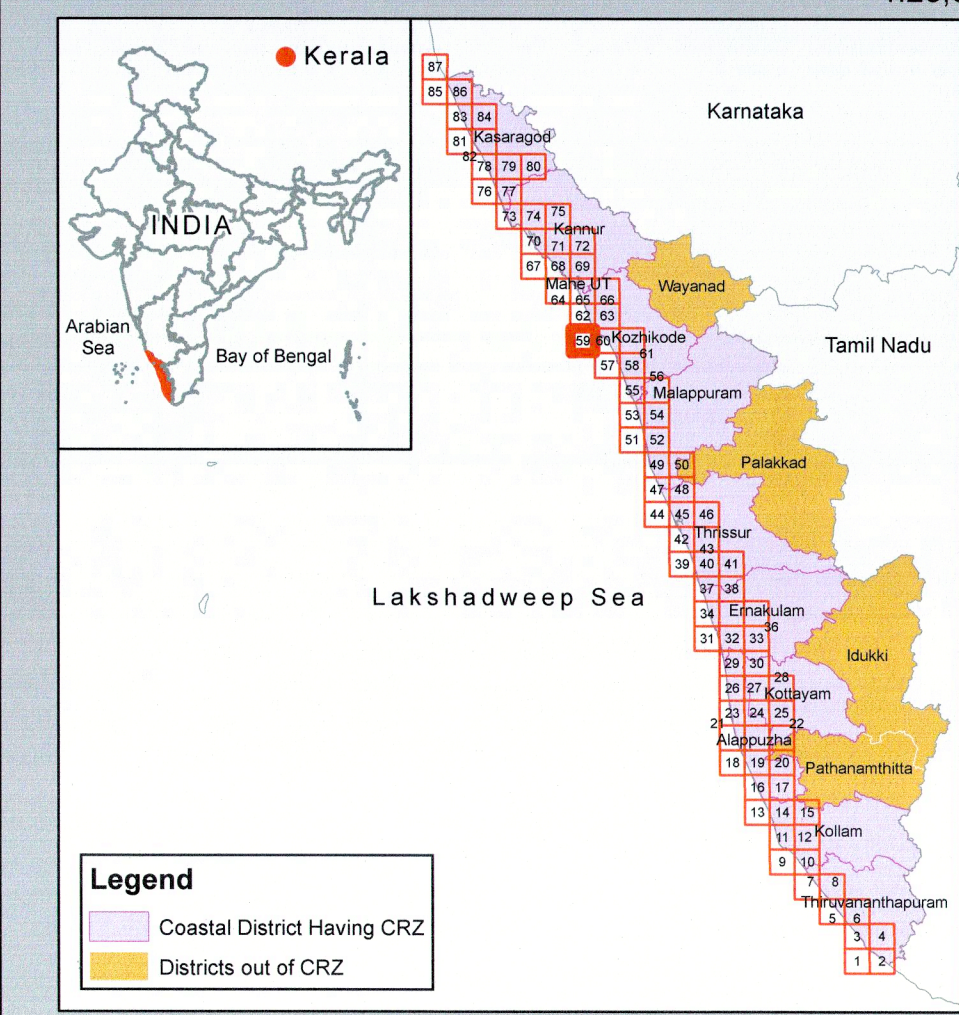 Kerala
INDIA
Arabian
Sea
Bay of Bengal
Karnataka
Tamil Nadu
Lakshadweep Sea
87
85 86
83 84
Kasaragod
81
82
78 79 80
76 77
73 74 75
Kannur
70 71 72
67 68 69
Mahe UT
64 65 66
Wayanad
62 63
59 60 Kozhikode
61
57 58
56
55 Malappuram
53 54
51 52
49 50 Palakkad
47 48
44 45 46
Thrissur
42
43
39 40 41
37 38
34 Ernakulam
36
31 32 33
29 30
Idukki
28
26 27 Kottayam
23 24 25
21 22
Alappuzha
18 19 20
Pathanamthitta
16 17
13 14 15
Kollam
11 12
9 10
7 8
Thiruvananthapuram
5 6
3 4
1 2
Legend
Coastal District Having CRZ
Districts out of CRZ